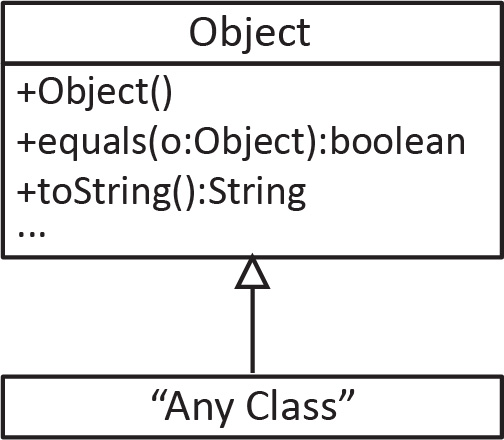 Object
+Object()
+equals(o:Object):boolean
+toString():String
...
“Any Class”